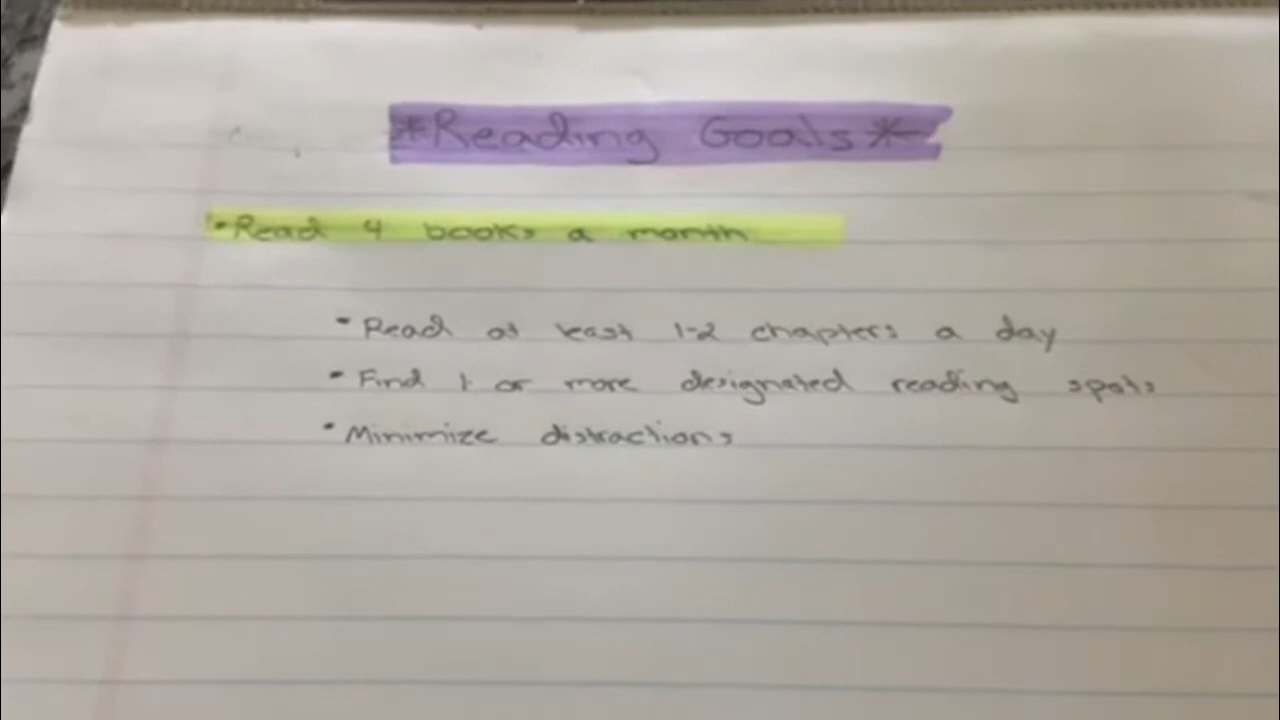 *Reading Goals*
• Read 4 books a month
• Read at least 1-2 chapters a day
• Find 1 or more designated reading spots
• Minimize distractions